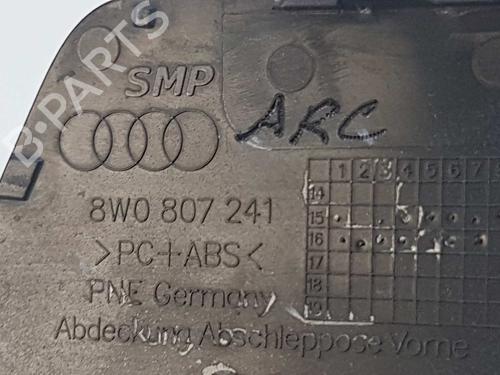 B-PARTS
SMP
ARC
8W0 807 241
>PC+ABS<
PNE Germany
Abdeckung Abschleppöse Vorne
1 2 3 4 5 6 7
14
15
16
17
18
19